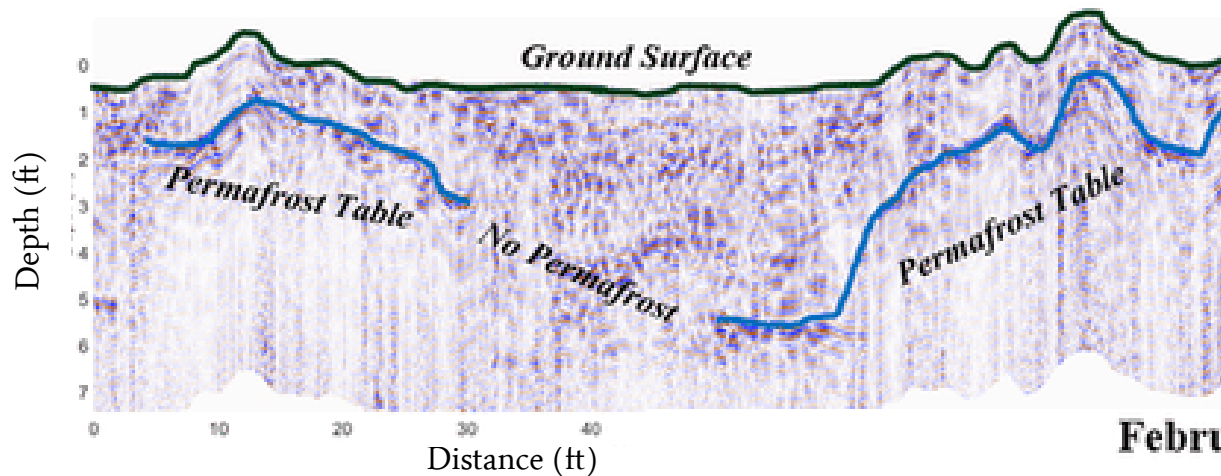 Ground Surface
0
1
2
3
4
5
6
7
Depth (ft)
Permafrost Table
No Permafrost
Permafrost Table
0 10 20 30 40
Distance (ft)
Febru